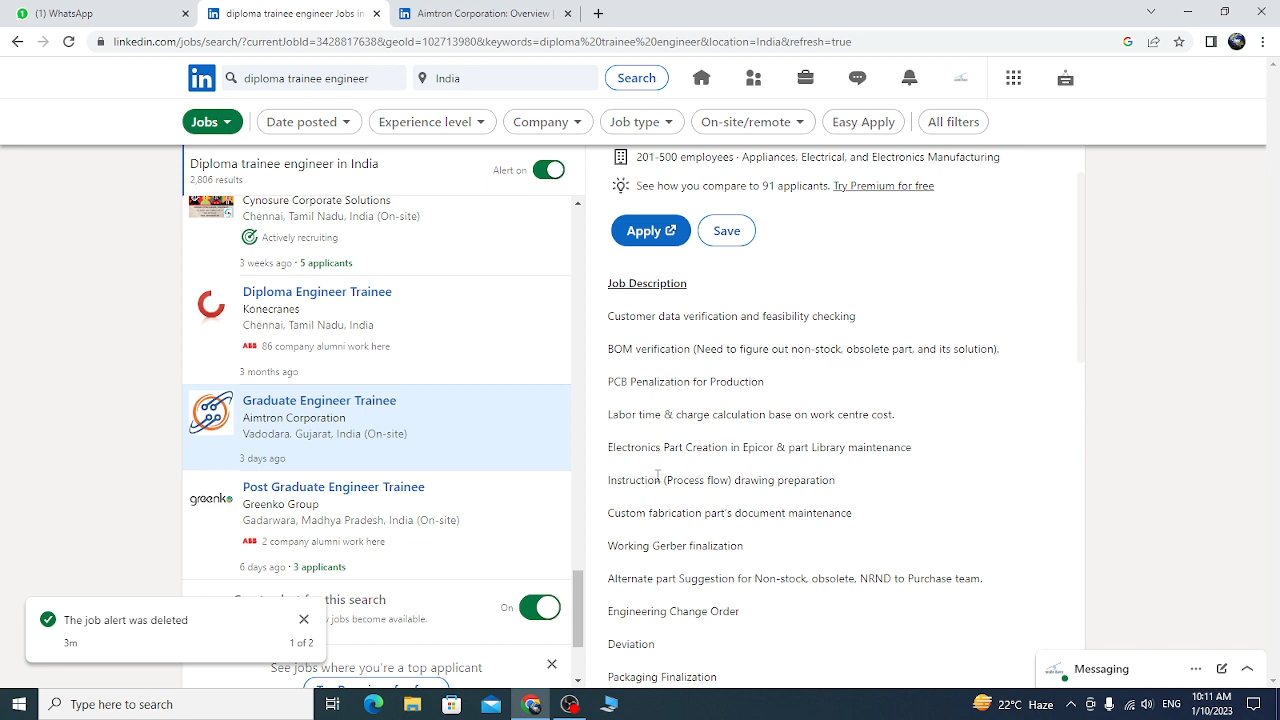 (1) WhatsApp
diploma trainee engineer Jobs in
Aimtron Corporation: Overview |
linkedin.com/jobs/search/?currentJobId=3428817638&geoId=102713980&keywords=diploma%20trainee%20engineer&location=India&refresh=true
in
diploma trainee engineer
India
Search
Jobs
Date posted
Experience level
Company
Job type
On-site/remote
Easy Apply
All filters
Diploma trainee engineer in India
2,806 results
Alert on
Cynosure Corporate Solutions
Chennai, Tamil Nadu, India (On-site)
Actively recruiting
3 weeks ago · 5 applicants
Diploma Engineer Trainee
Konecranes
Chennai, Tamil Nadu, India
ABB 86 company alumni work here
3 months ago
Graduate Engineer Trainee
Aimtron Corporation
Vadodara, Gujarat, India (On-site)
3 days ago
Post Graduate Engineer Trainee
greenko
Greenko Group
Gadarwara, Madhya Pradesh, India (On-site)
ABB 2 company alumni work here
6 days ago · 3 applicants
for this search
On
jobs become available.
The job alert was deleted
3m
1 of 2
See jobs where you're a top applicant
201-500 employees · Appliances, Electrical, and Electronics Manufacturing
See how you compare to 91 applicants. Try Premium for free
Apply
Save
Job Description
Customer data verification and feasibility checking
BOM verification (Need to figure out non-stock, obsolete part, and its solution).
PCB Penalization for Production
Labor time & charge calculation base on work centre cost.
Electronics Part Creation in Epicor & part Library maintenance
Instruction (Process flow) drawing preparation
Custom fabrication part's document maintenance
Working Gerber finalization
Alternate part Suggestion for Non-stock, obsolete, NRND to Purchase team.
Engineering Change Order
Deviation
Packaging Finalization
Messaging
Type here to search
22°C Haze
ENG
10:11 AM
1/10/2023